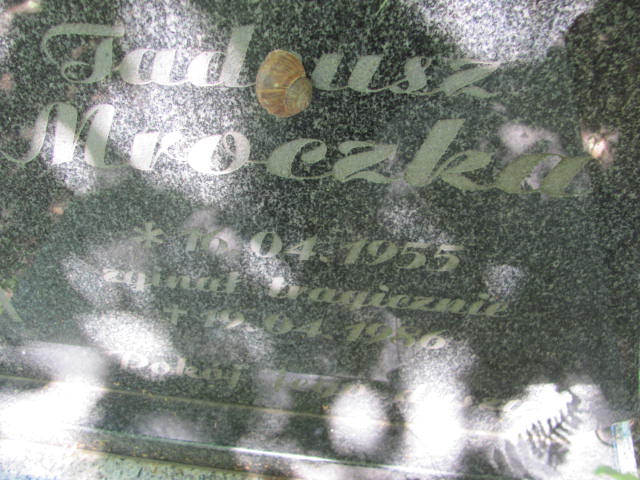 Tadeusz
Mroczka
* 16.04.1955
zginął tragicznie
+ 19.04.1986
Pokój